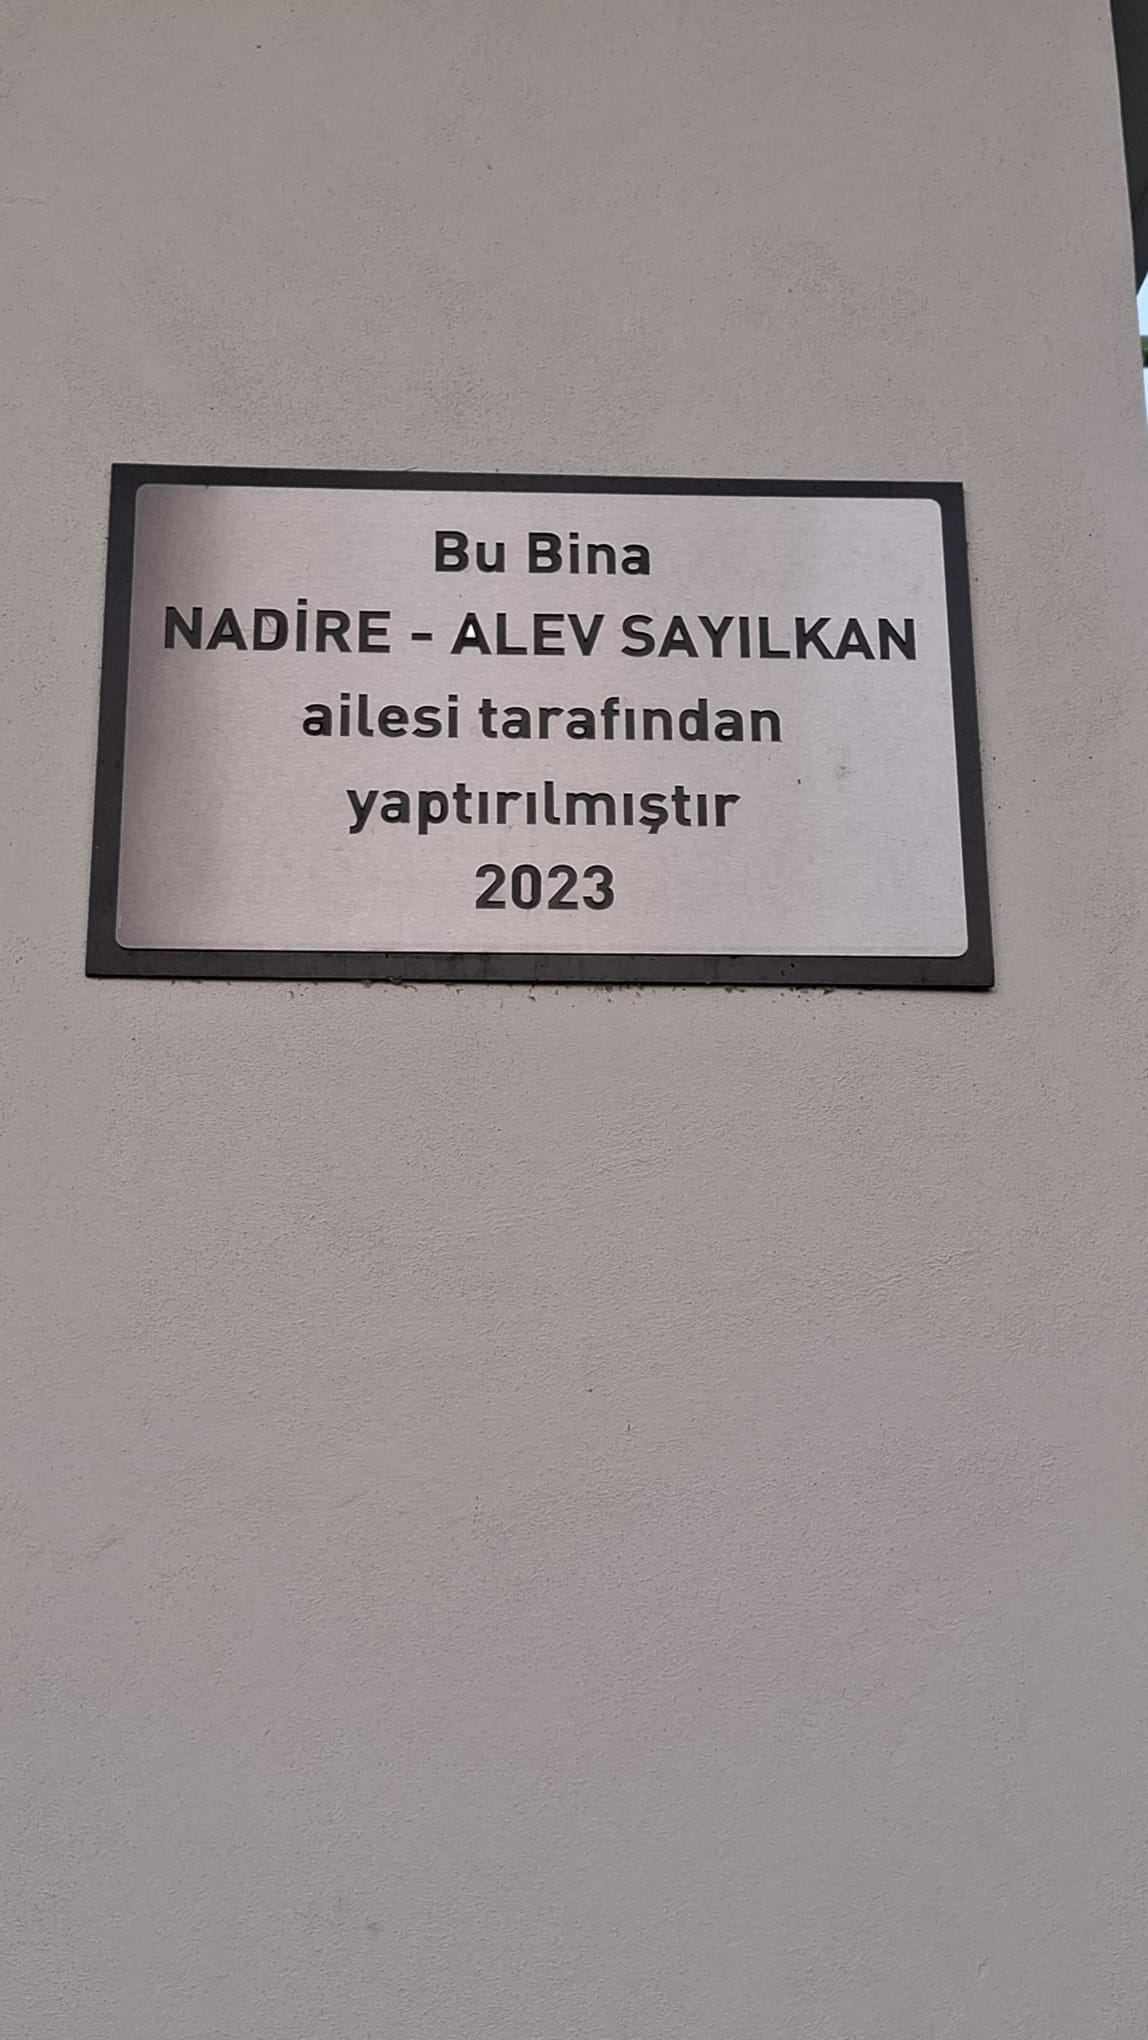 Bu Bina
NADİRE - ALEV SAYILKAN
ailesi tarafından
yaptırılmıştır
2023